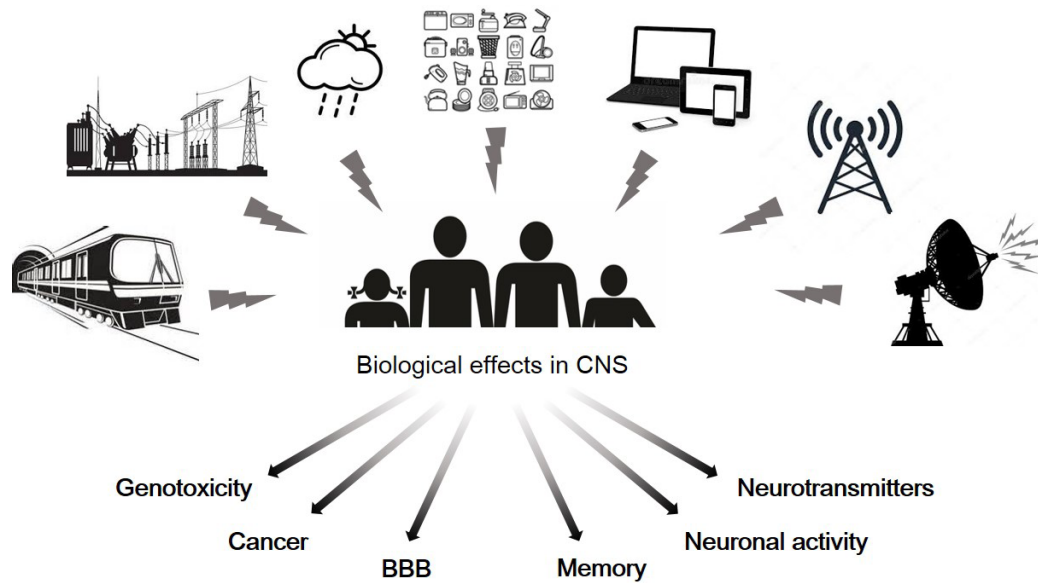 Biological effects in CNS
Genotoxicity
Neurotransmitters
Cancer
Neuronal activity
BBB
Memory